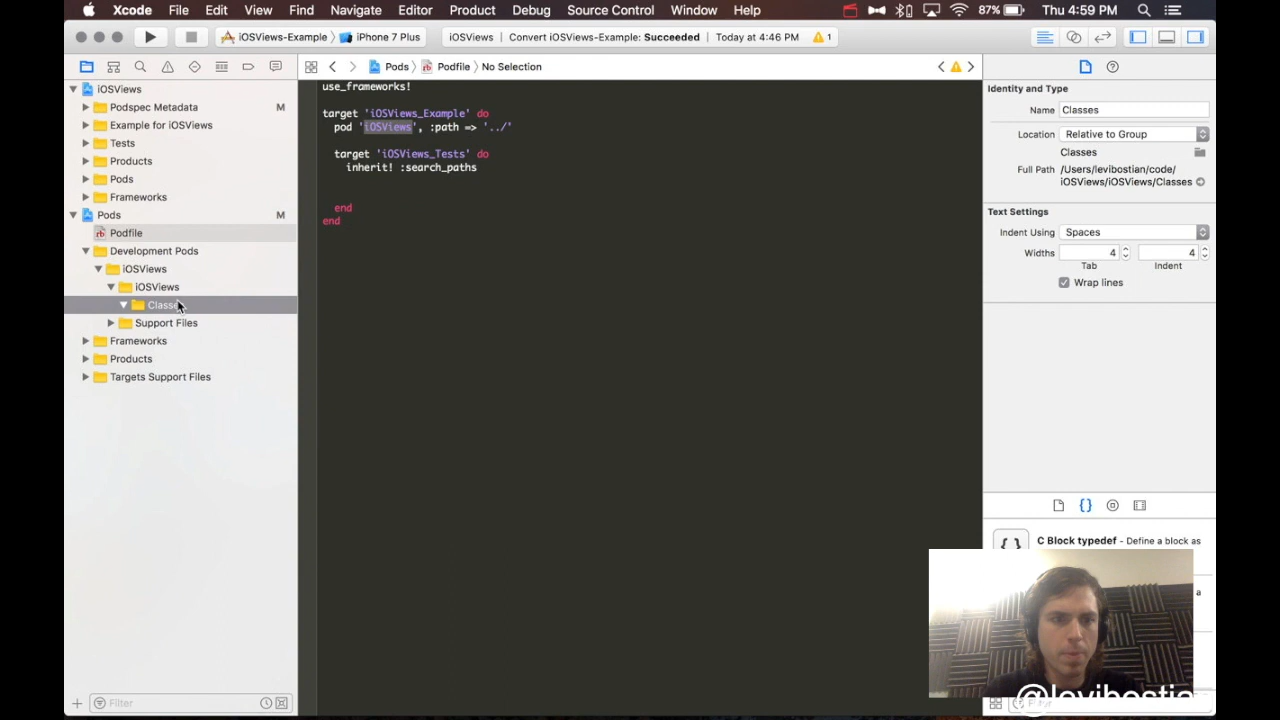 Xcode File Edit View Find Navigate Editor Product Debug Source Control Window Help 87% Thu 4:59 PM
iOSViews-Example iPhone 7 Plus iOSViews Convert iOSViews-Example: Succeeded Today at 4:46 PM 1
Pods Podfile No Selection
iOSViews
Podspec Metadata M
Example for iOSViews
Tests
Products
Pods
Frameworks
Pods M
Podfile
Development Pods
iOSViews
iOSViews
Support Files
Frameworks
Products
Targets Support Files
Filter
use_frameworks!
target 'iOSViews_Example' do
pod 'iOSViews', :path => '../'
target 'iOSViews_Tests' do
inherit! :search_paths
end
end
Identity and Type
Name Classes
Location Relative to Group
Classes
Full Path /Users/levibostian/code/
iOSViews/iOSViews/Classes
Text Settings
Indent Using Spaces
Widths 4 4
Tab Indent
Wrap lines
{ } C Block typedef - Define a block as